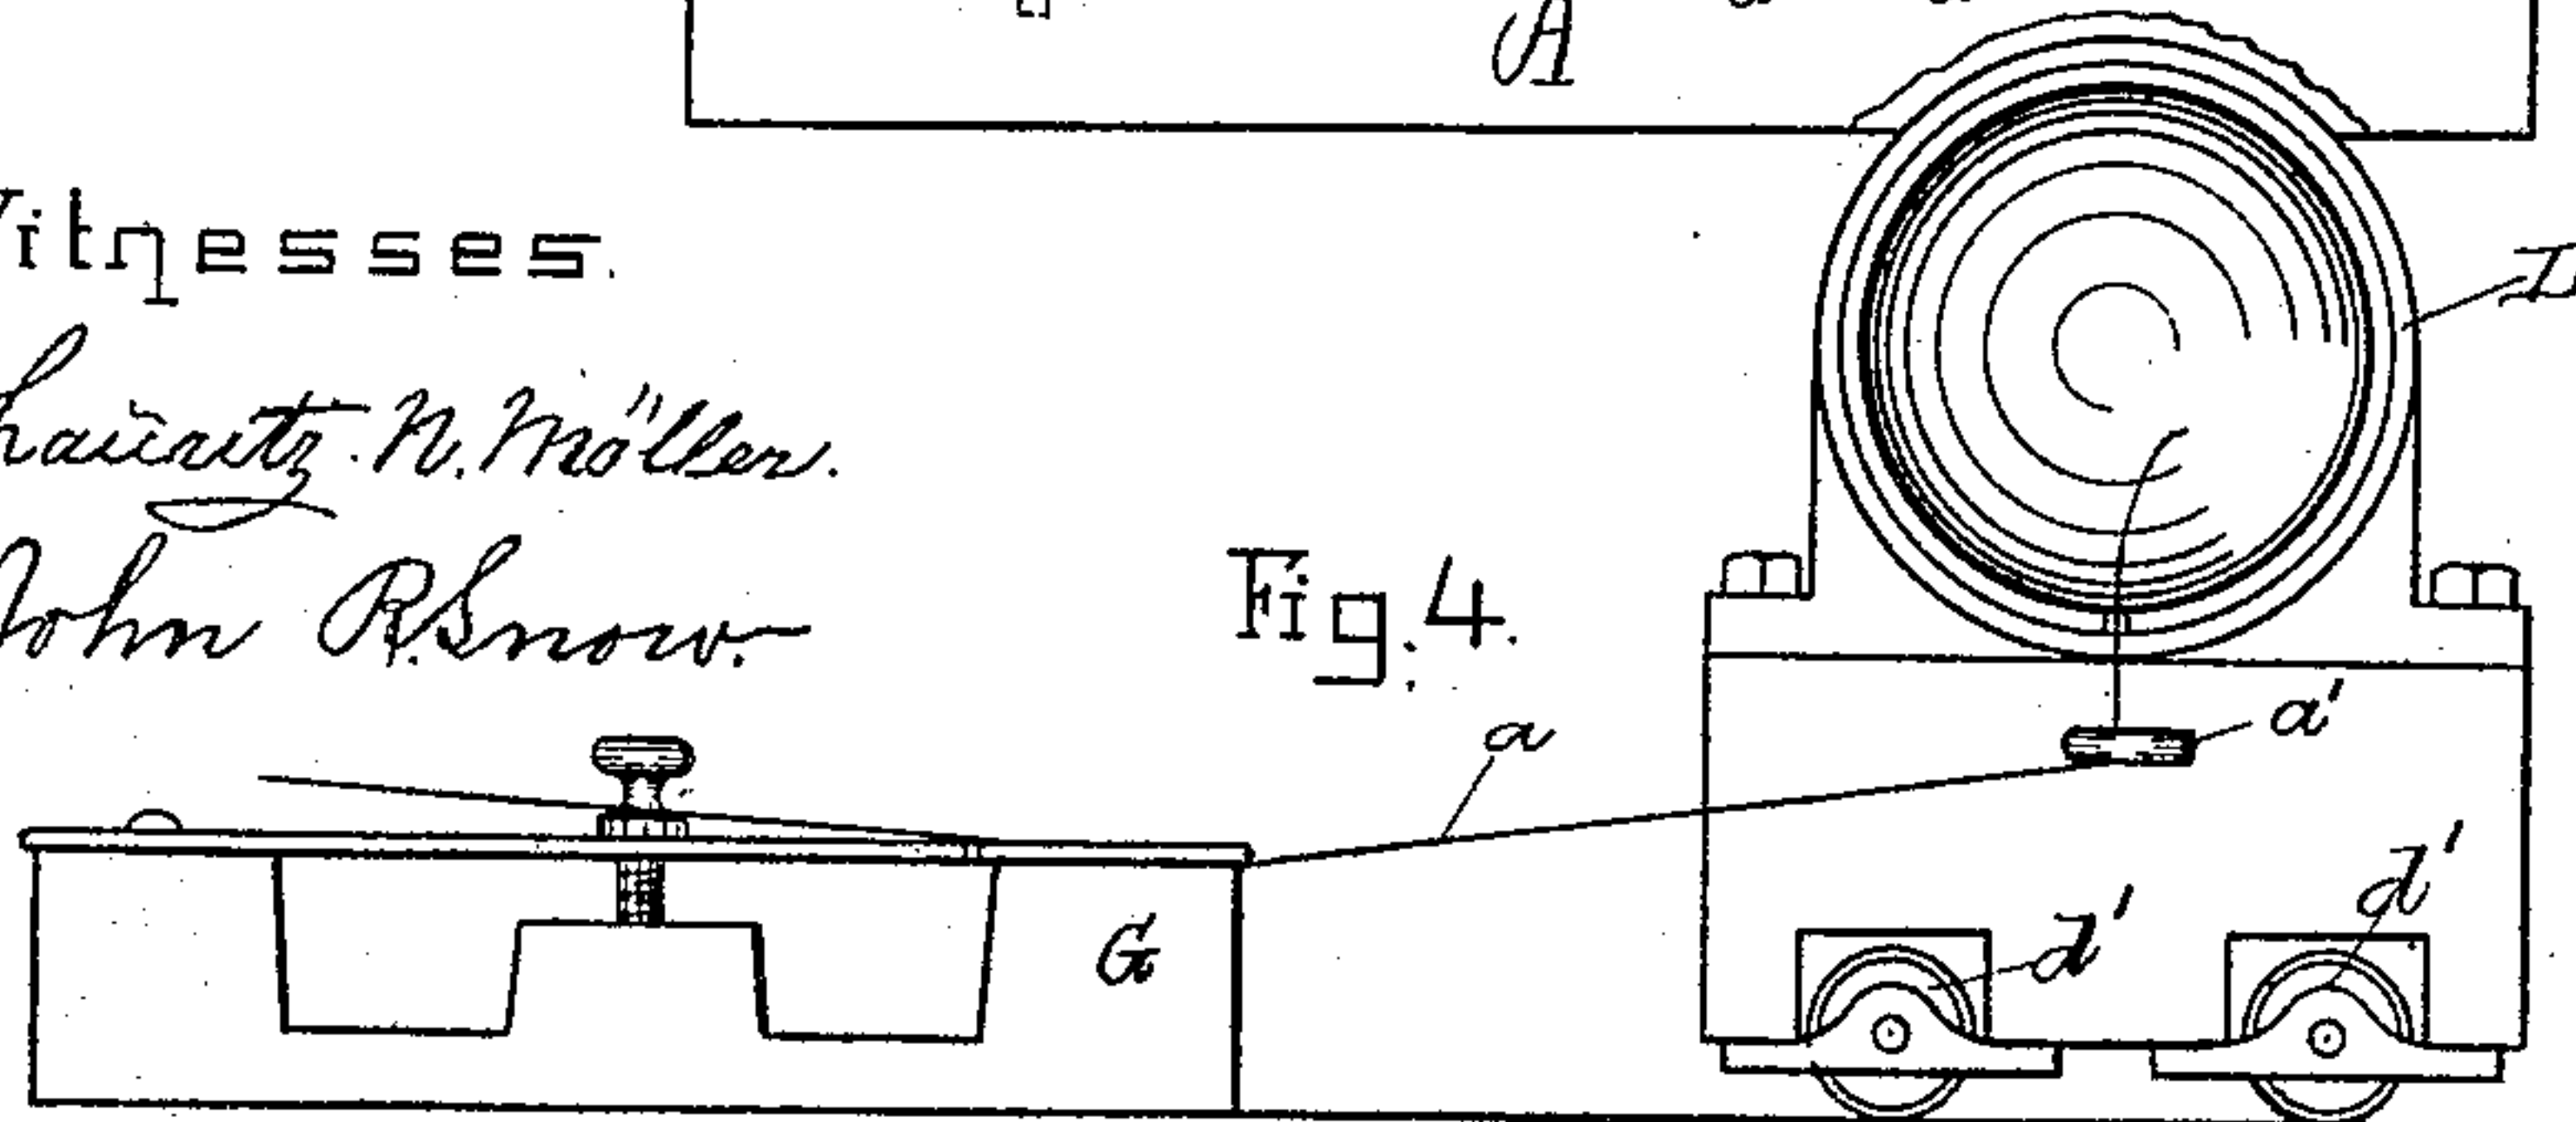 A
Witnesses.
Lauritz N. Möller.
John R. Snow.
Fig. 4.
D
a
a'
G
d'
d'